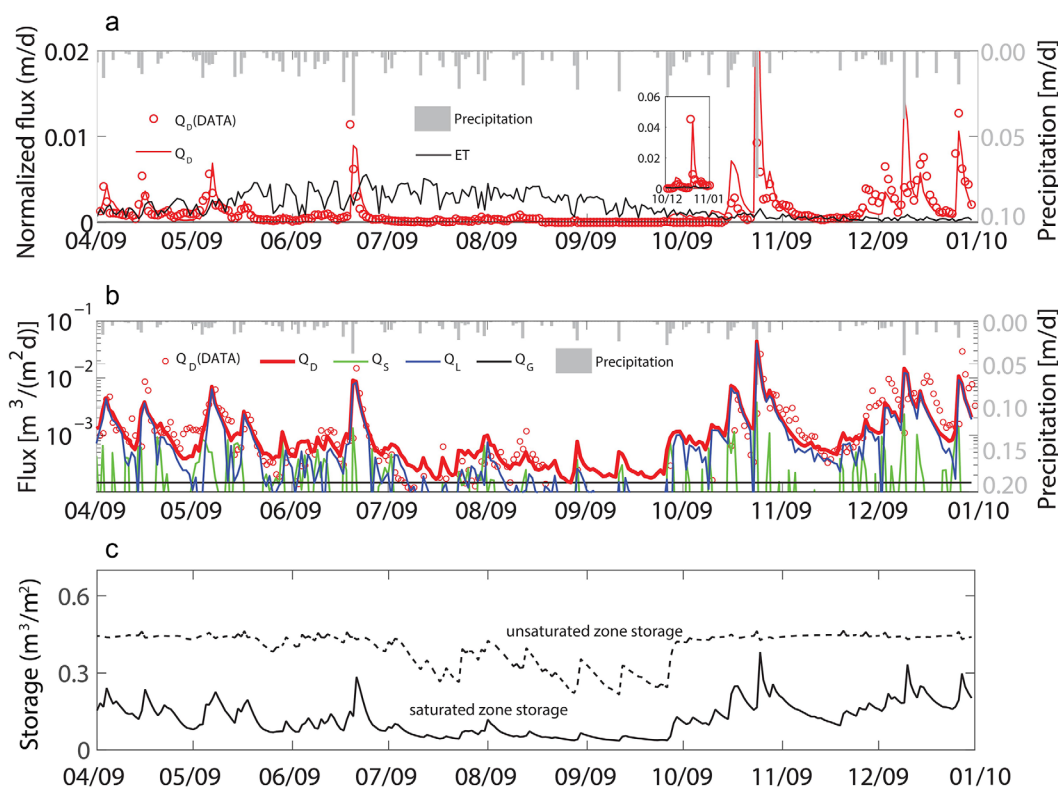 a
Normalized flux (m/d)
0.02
0.01
0
Q_D(DATA)
Q_D
Precipitation
ET
0.06
0.04
0.02
0
10/12 11/01
0.00
0.05
0.10
Precipitation [m/d]
04/09 05/09 06/09 07/09 08/09 09/09 10/09 11/09 12/09 01/10
b
Flux [m³/(m²d)]
10⁻¹
10⁻²
10⁻³
Q_D(DATA) Q_D Q_S Q_L Q_G Precipitation
0.00
0.05
0.10
0.15
0.20
Precipitation [m/d]
04/09 05/09 06/09 07/09 08/09 09/09 10/09 11/09 12/09 01/10
c
Storage (m³/m²)
0.6
0.3
0
unsaturated zone storage
saturated zone storage
04/09 05/09 06/09 07/09 08/09 09/09 10/09 11/09 12/09 01/10